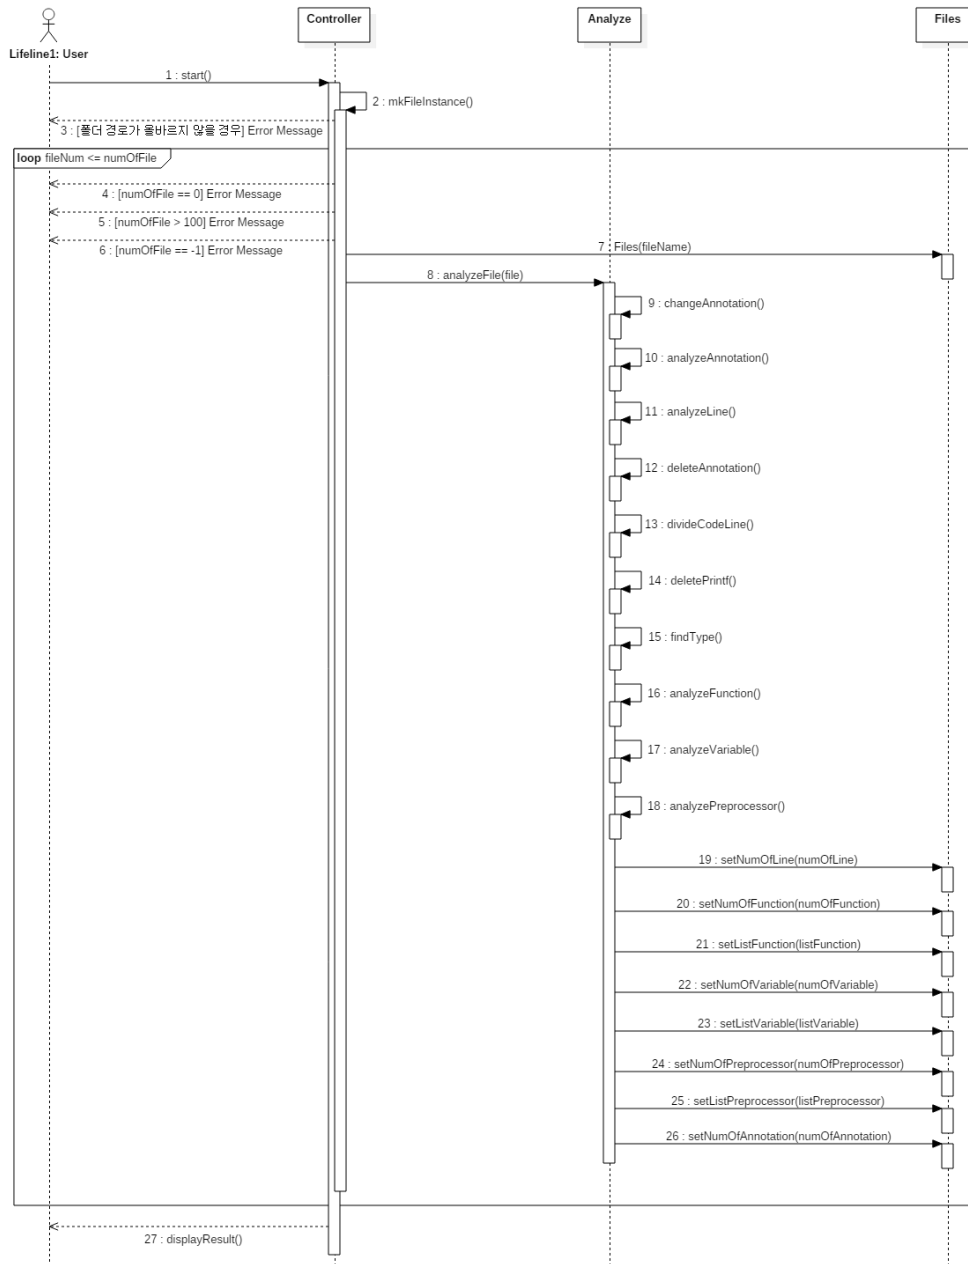 Controller
Analyze
Files
Lifeline1: User
1 : start()
2 : mkFileInstance()
3 : [폴더 경로가 올바르지 않을 경우] Error Message
loop fileNum <= numOfFile
4 : [numOfFile == 0] Error Message
5 : [numOfFile > 100] Error Message
6 : [numOfFile == -1] Error Message
7 : Files(fileName)
8 : analyzeFile(file)
9 : changeAnnotation()
10 : analyzeAnnotation()
11 : analyzeLine()
12 : deleteAnnotation()
13 : divideCodeLine()
14 : deletePrintf()
15 : findType()
16 : analyzeFunction()
17 : analyzeVariable()
18 : analyzePreprocessor()
19 : setNumOfLine(numOfLine)
20 : setNumOfFunction(numOfFunction)
21 : setListFunction(listFunction)
22 : setNumOfVariable(numOfVariable)
23 : setListVariable(listVariable)
24 : setNumOfPreprocessor(numOfPreprocessor)
25 : setListPreprocessor(listPreprocessor)
26 : setNumOfAnnotation(numOfAnnotation)
27 : displayResult()